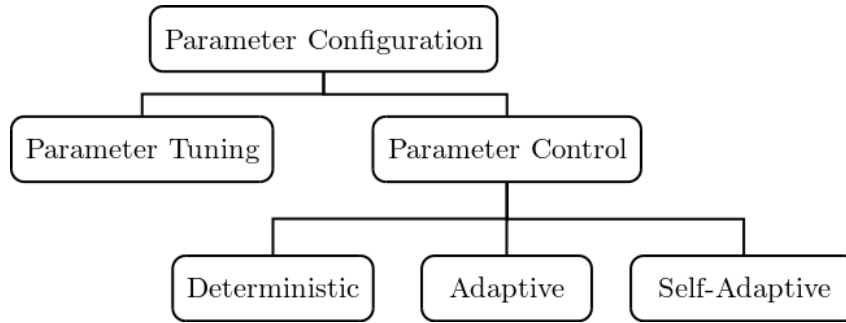 Parameter Configuration
Parameter Tuning
Parameter Control
Deterministic
Adaptive
Self-Adaptive